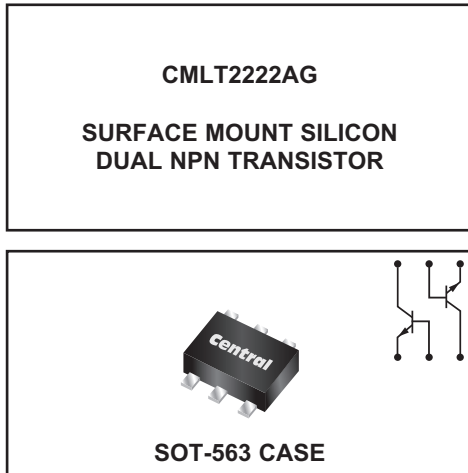 CMLT2222AG
SURFACE MOUNT SILICON
DUAL NPN TRANSISTOR
Central
SOT-563 CASE